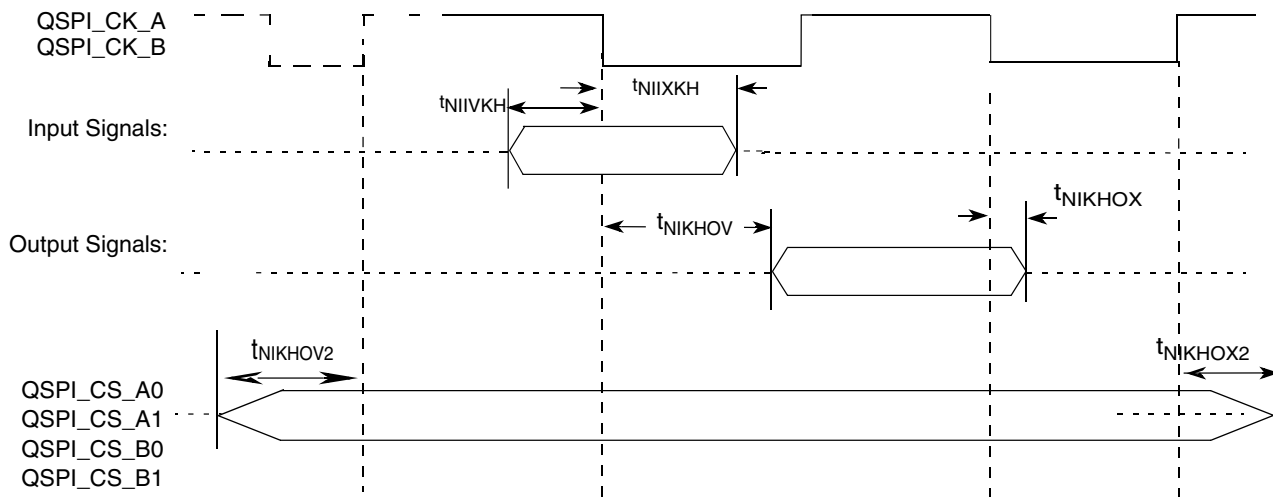 QSPI_CK_A
QSPI_CK_B
tNIIXKH
tNIIVKH
Input Signals:
tNIKHOX
tNIKHOV
Output Signals:
tNIKHOV2
tNIKHOX2
QSPI_CS_A0
QSPI_CS_A1
QSPI_CS_B0
QSPI_CS_B1